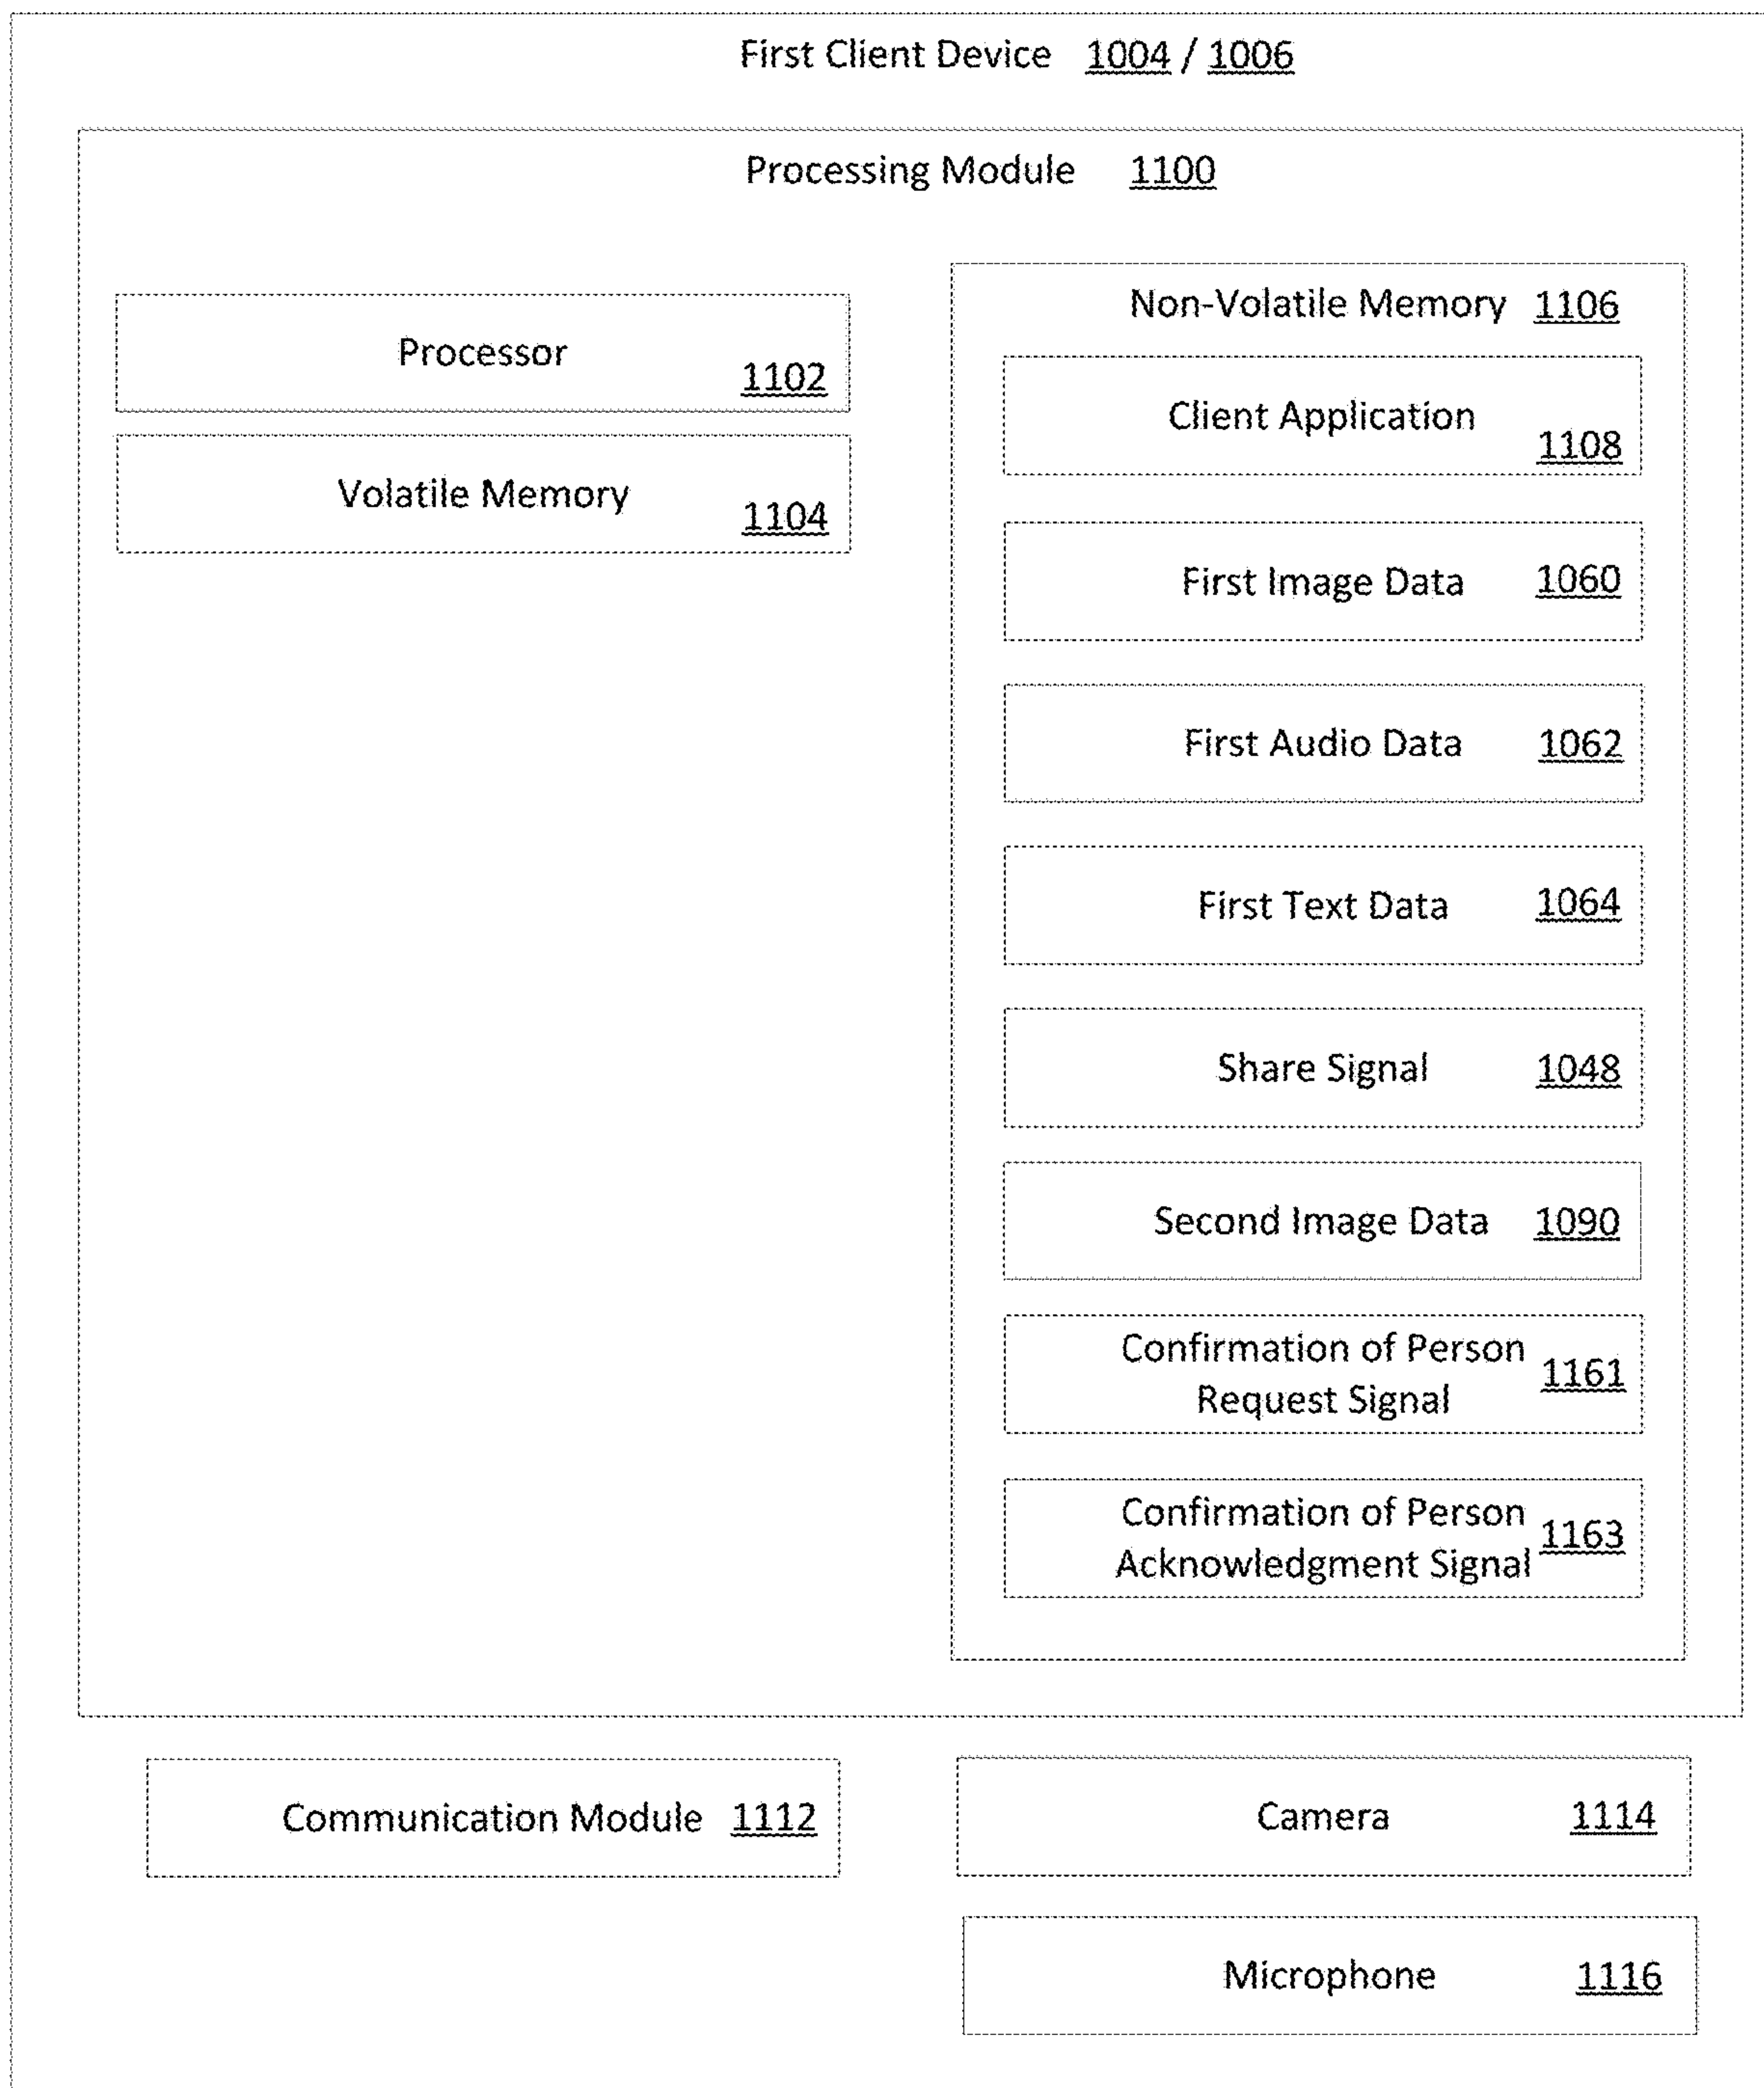 First Client Device 1004 / 1006
Processing Module 1100
Processor 1102
Volatile Memory 1104
Non-Volatile Memory 1106
Client Application 1108
First Image Data 1060
First Audio Data 1062
First Text Data 1064
Share Signal 1048
Second Image Data 1090
Confirmation of Person
Request Signal 1161
Confirmation of Person
Acknowledgment Signal 1163
Communication Module 1112
Camera 1114
Microphone 1116